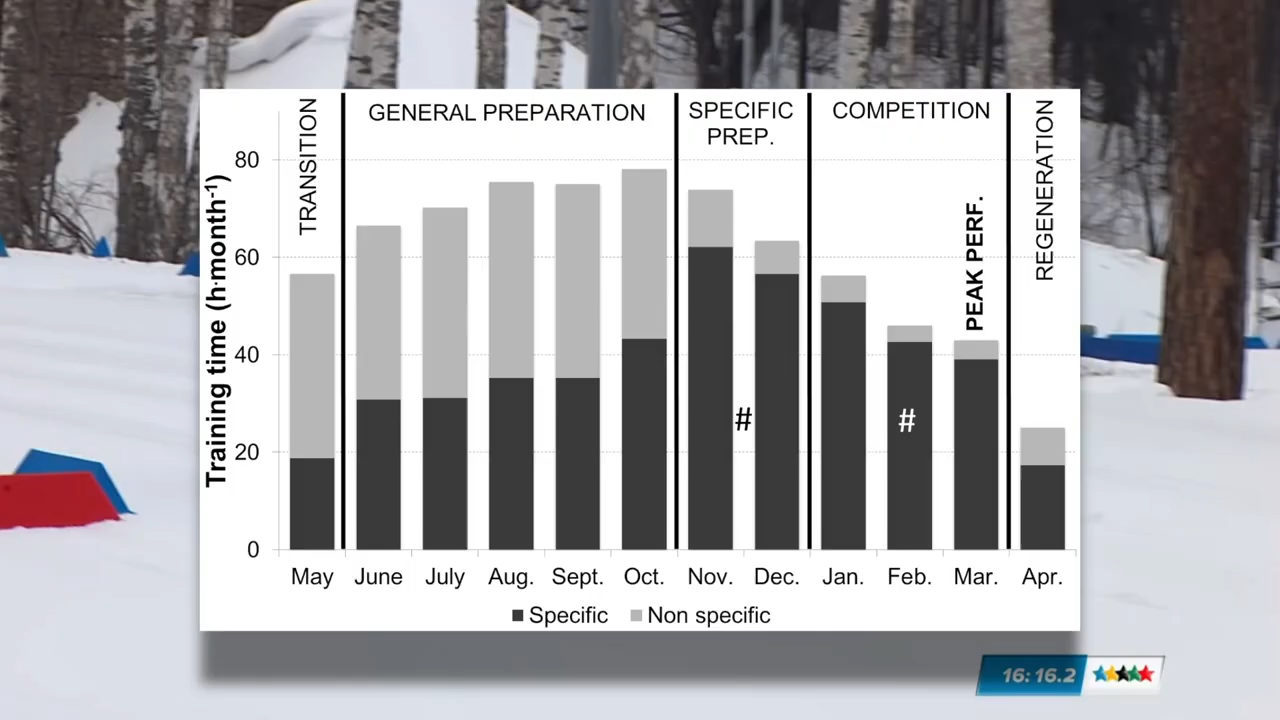 TRANSITION
GENERAL PREPARATION
SPECIFIC
PREP.
COMPETITION
REGENERATION
PEAK PERF.
Training time (h·month⁻¹)
80
60
40
20
0
#
#
May June July Aug. Sept. Oct. Nov. Dec. Jan. Feb. Mar. Apr.
Specific Non specific
16:16.2